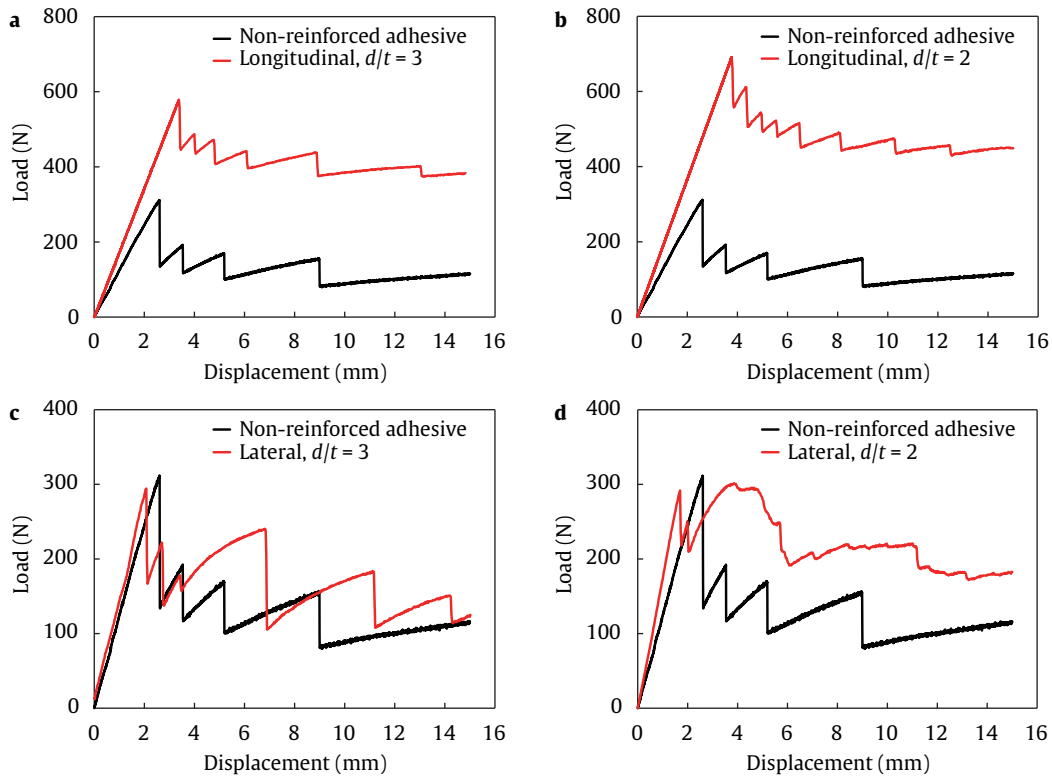 a
800
600
400
200
0
Load (N)
Non-reinforced adhesive
Longitudinal, d/t = 3
0 2 4 6 8 10 12 14 16
Displacement (mm)
b
800
600
400
200
0
Load (N)
Non-reinforced adhesive
Longitudinal, d/t = 2
0 2 4 6 8 10 12 14 16
Displacement (mm)
c
400
300
200
100
0
Load (N)
Non-reinforced adhesive
Lateral, d/t = 3
0 2 4 6 8 10 12 14 16
Displacement (mm)
d
400
300
200
100
0
Load (N)
Non-reinforced adhesive
Lateral, d/t = 2
0 2 4 6 8 10 12 14 16
Displacement (mm)